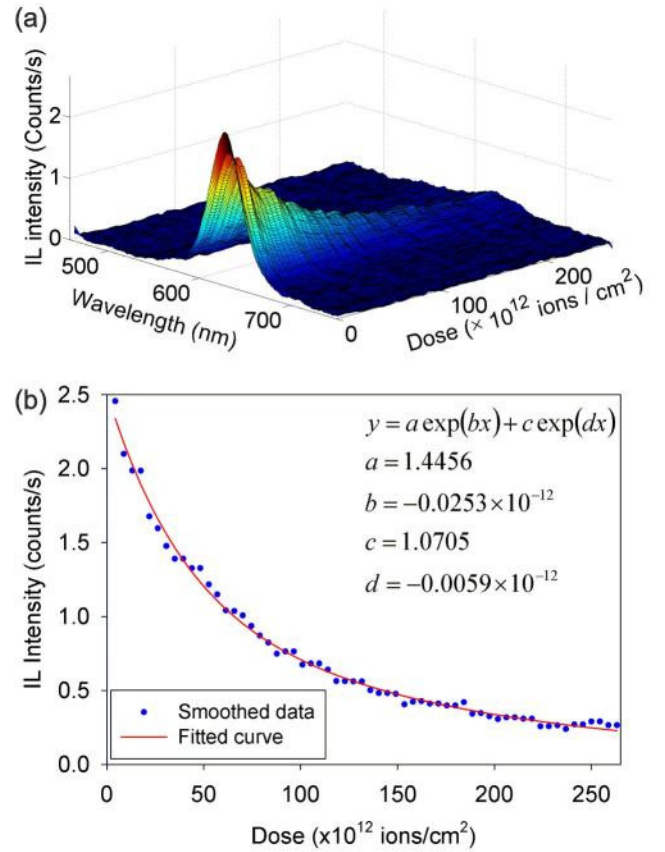 (a)
IL intensity (Counts/s)
2
1
0
500
600
700
Wavelength (nm)
0
100
200
Dose (× 10¹² ions / cm²)
(b)
2.5
2.0
1.5
1.0
0.5
0.0
IL Intensity (counts/s)
y = a exp(bx) + c exp(dx)
a = 1.4456
b = −0.0253×10⁻¹²
c = 1.0705
d = −0.0059×10⁻¹²
Smoothed data
Fitted curve
0 50 100 150 200 250
Dose (x10¹² ions/cm²)